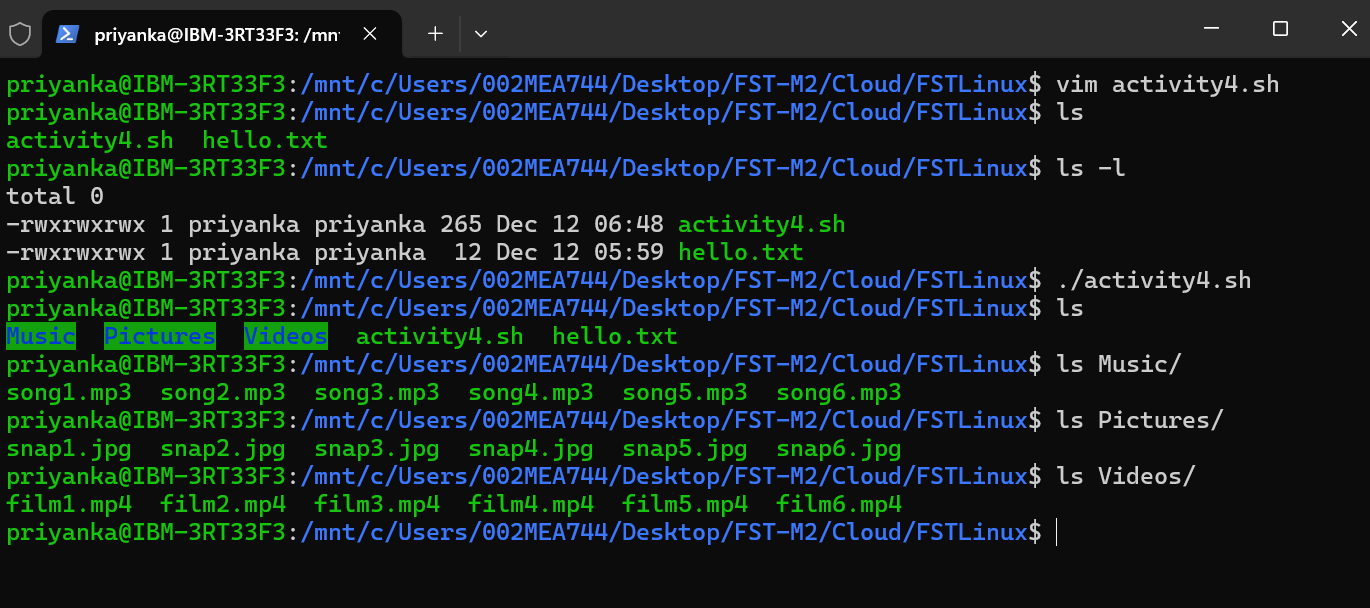 priyanka@IBM-3RT33F3: /mn
priyanka@IBM-3RT33F3:/mnt/c/Users/002MEA744/Desktop/FST-M2/Cloud/FSTLinux$ vim activity4.sh
priyanka@IBM-3RT33F3:/mnt/c/Users/002MEA744/Desktop/FST-M2/Cloud/FSTLinux$ ls
activity4.sh  hello.txt
priyanka@IBM-3RT33F3:/mnt/c/Users/002MEA744/Desktop/FST-M2/Cloud/FSTLinux$ ls -l
total 0
-rwxrwxrwx 1 priyanka priyanka 265 Dec 12 06:48 activity4.sh
-rwxrwxrwx 1 priyanka priyanka  12 Dec 12 05:59 hello.txt
priyanka@IBM-3RT33F3:/mnt/c/Users/002MEA744/Desktop/FST-M2/Cloud/FSTLinux$ ./activity4.sh
priyanka@IBM-3RT33F3:/mnt/c/Users/002MEA744/Desktop/FST-M2/Cloud/FSTLinux$ ls
Music  Pictures  Videos  activity4.sh  hello.txt
priyanka@IBM-3RT33F3:/mnt/c/Users/002MEA744/Desktop/FST-M2/Cloud/FSTLinux$ ls Music/
song1.mp3  song2.mp3  song3.mp3  song4.mp3  song5.mp3  song6.mp3
priyanka@IBM-3RT33F3:/mnt/c/Users/002MEA744/Desktop/FST-M2/Cloud/FSTLinux$ ls Pictures/
snap1.jpg  snap2.jpg  snap3.jpg  snap4.jpg  snap5.jpg  snap6.jpg
priyanka@IBM-3RT33F3:/mnt/c/Users/002MEA744/Desktop/FST-M2/Cloud/FSTLinux$ ls Videos/
film1.mp4  film2.mp4  film3.mp4  film4.mp4  film5.mp4  film6.mp4
priyanka@IBM-3RT33F3:/mnt/c/Users/002MEA744/Desktop/FST-M2/Cloud/FSTLinux$